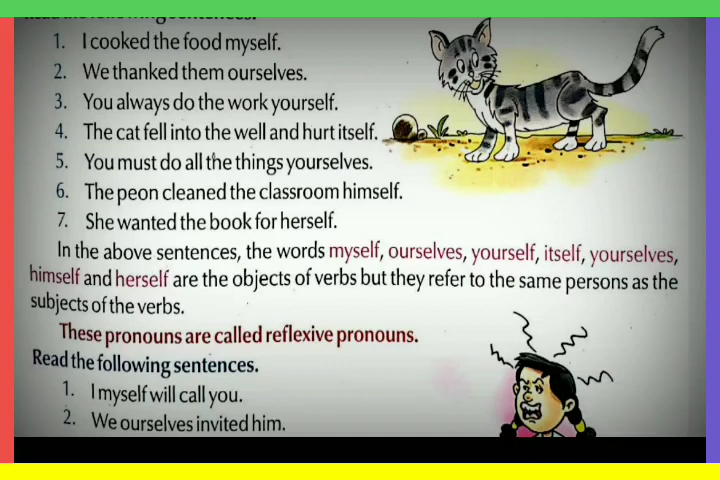 1. I cooked the food myself.
2. We thanked them ourselves.
3. You always do the work yourself.
4. The cat fell into the well and hurt itself.
5. You must do all the things yourselves.
6. The peon cleaned the classroom himself.
7. She wanted the book for herself.
In the above sentences, the words myself, ourselves, yourself, itself, yourselves,
himself and herself are the objects of verbs but they refer to the same persons as the
subjects of the verbs.
These pronouns are called reflexive pronouns.
Read the following sentences.
1. I myself will call you.
2. We ourselves invited him.